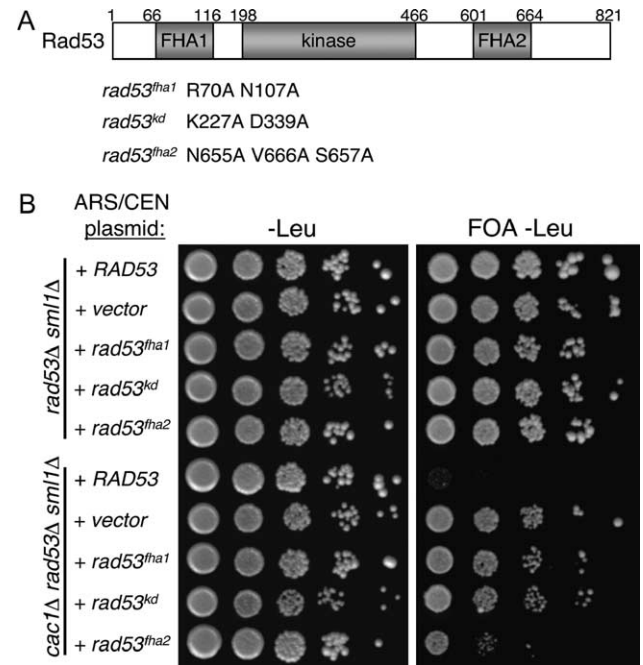 A
1 66 116 198 466 601 664 821
Rad53 FHA1 kinase FHA2
rad53fha1 R70A N107A
rad53kd K227A D339A
rad53fha2 N655A V666A S657A
B
ARS/CEN
plasmid: -Leu FOA -Leu
rad53Δ sml1Δ
+ RAD53
+ vector
+ rad53fha1
+ rad53kd
+ rad53fha2
cac1Δ rad53Δ sml1Δ
+ RAD53
+ vector
+ rad53fha1
+ rad53kd
+ rad53fha2